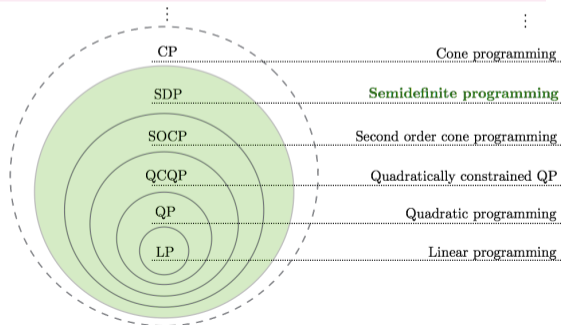 CP Cone programming
SDP Semidefinite programming
SOCP Second order cone programming
QCQP Quadratically constrained QP
QP Quadratic programming
LP Linear programming